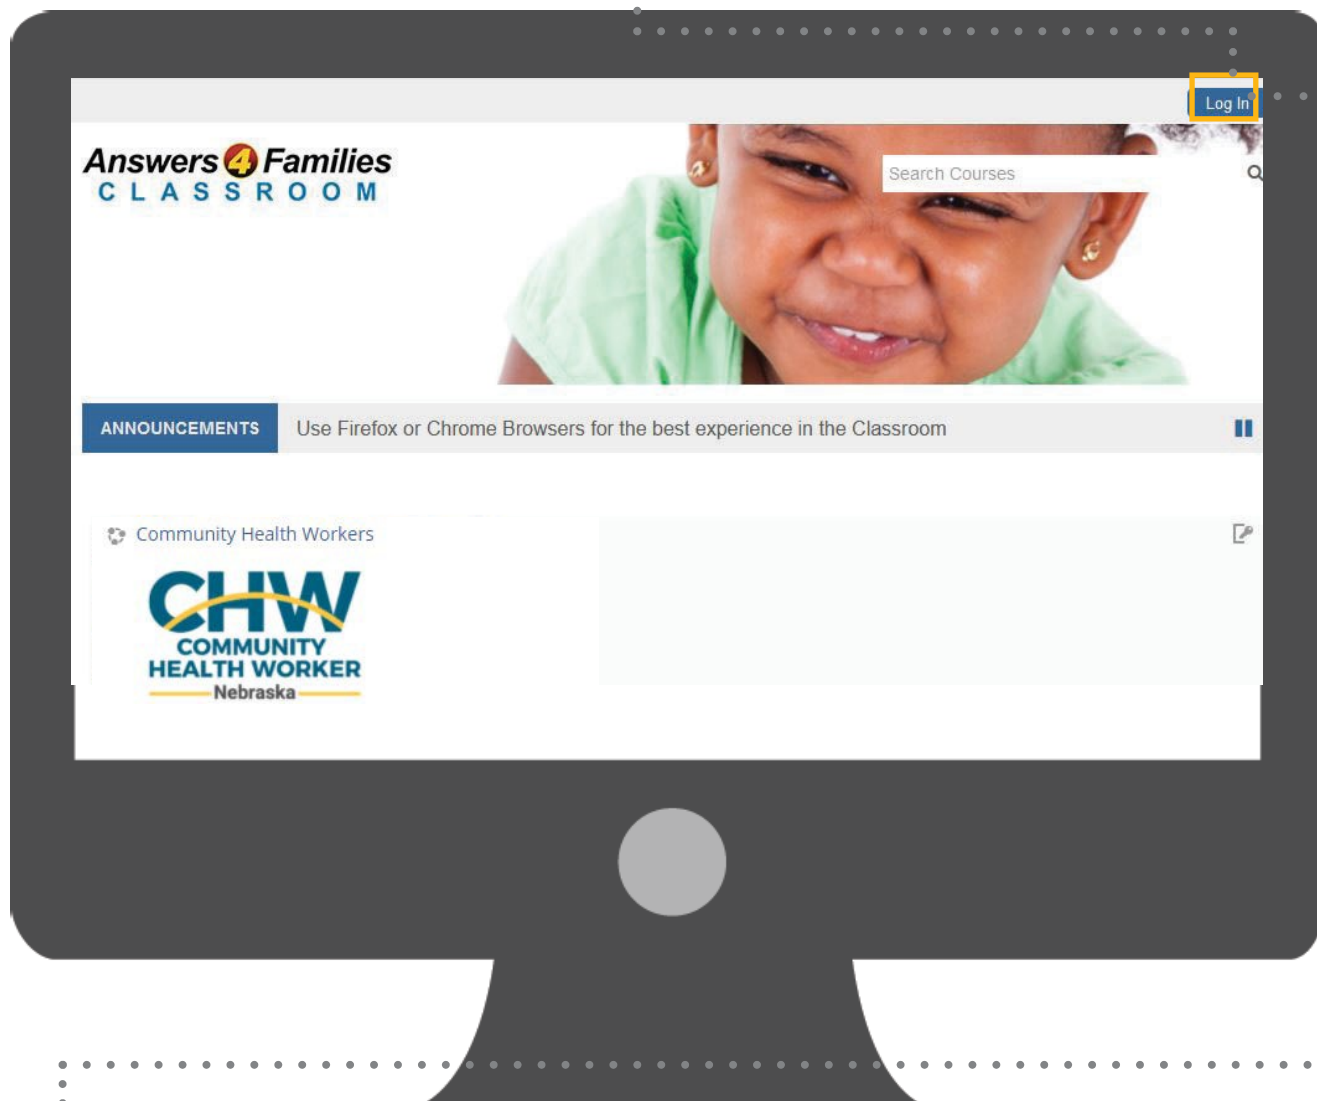 Log In
Answers 4 Families
CLASSROOM
Search Courses
ANNOUNCEMENTS Use Firefox or Chrome Browsers for the best experience in the Classroom
Community Health Workers
CHW
COMMUNITY
HEALTH WORKER
Nebraska